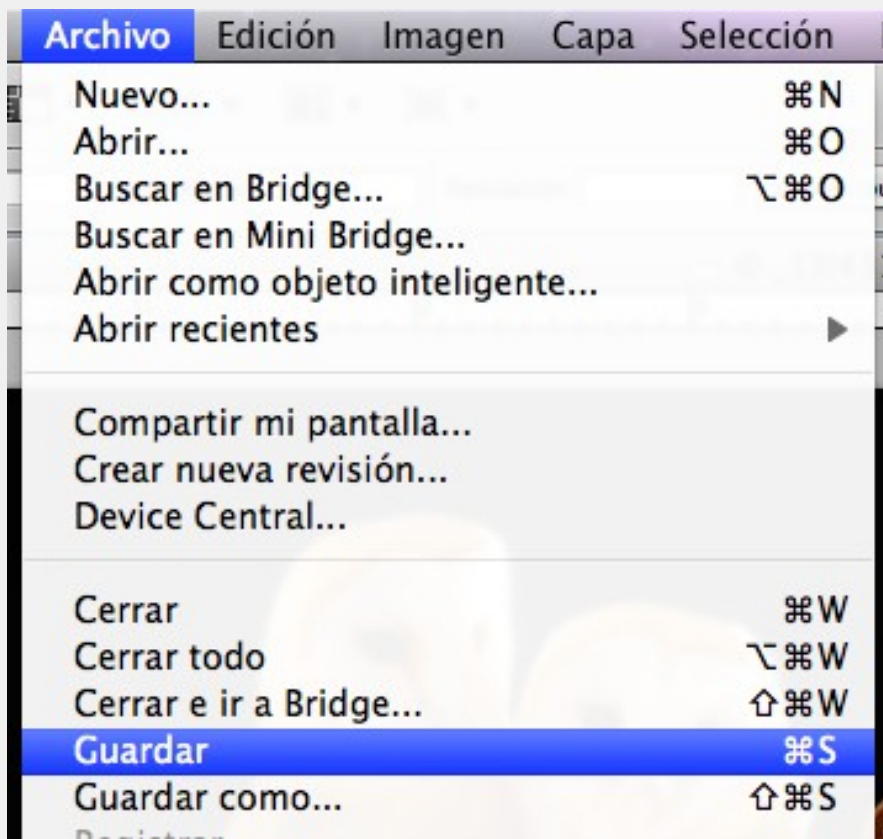 Archivo Edición Imagen Capa Selección
Nuevo... ⌘N
Abrir... ⌘O
Buscar en Bridge... ⌥⌘O
Buscar en Mini Bridge...
Abrir como objeto inteligente...
Abrir recientes ▶
Compartir mi pantalla...
Crear nueva revisión...
Device Central...
Cerrar ⌘W
Cerrar todo ⌥⌘W
Cerrar e ir a Bridge... ⇧⌘W
Guardar ⌘S
Guardar como... ⇧⌘S